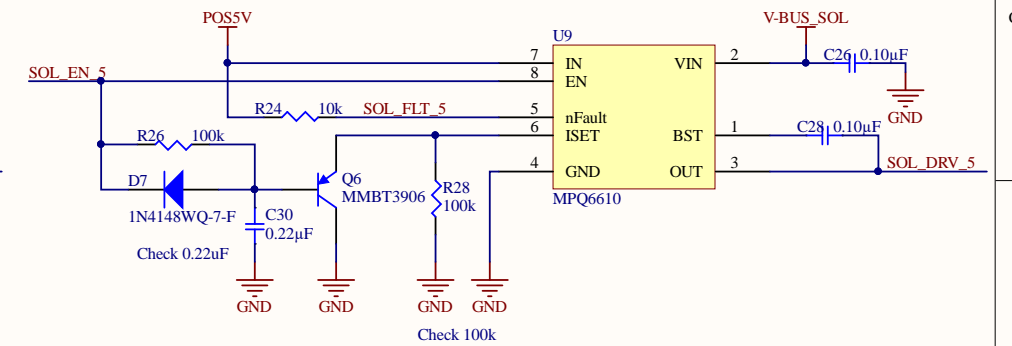 POS5V
V-BUS_SOL
U9
SOL_EN_5
7 IN VIN 2
C26 0.10µF
8 EN
R24 10k SOL_FLT_5 5 nFault
GND
R26 100k
6 ISET BST 1
C28 0.10µF
4 GND OUT 3 SOL_DRV_5
D7
Q6
MMBT3906
R28
100k
MPQ6610
1N4148WQ-7-F
C30
0.22µF
Check 0.22uF
GND GND GND GND
Check 100k